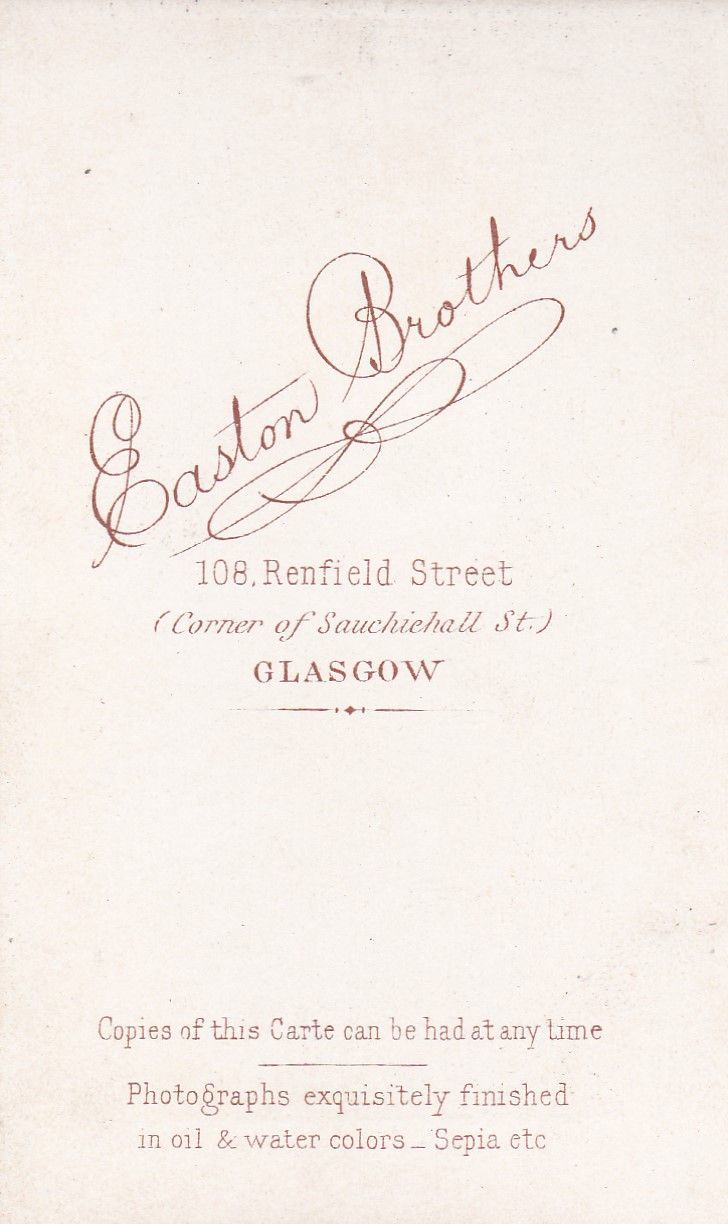 Easton Brothers
108, Renfield Street
(Corner of Sauchiehall St.)
GLASGOW
Copies of this Carte can be had at any time
Photographs exquisitely finished
in oil & water colors _ Sepia etc